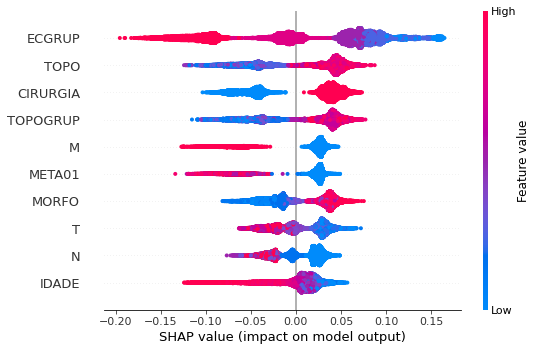 High
ECGRUP
TOPO
CIRURGIA
TOPOGRUP
M
META01
MORFO
T
N
IDADE
Feature value
Low
−0.20 −0.15 −0.10 −0.05 0.00 0.05 0.10 0.15
SHAP value (impact on model output)